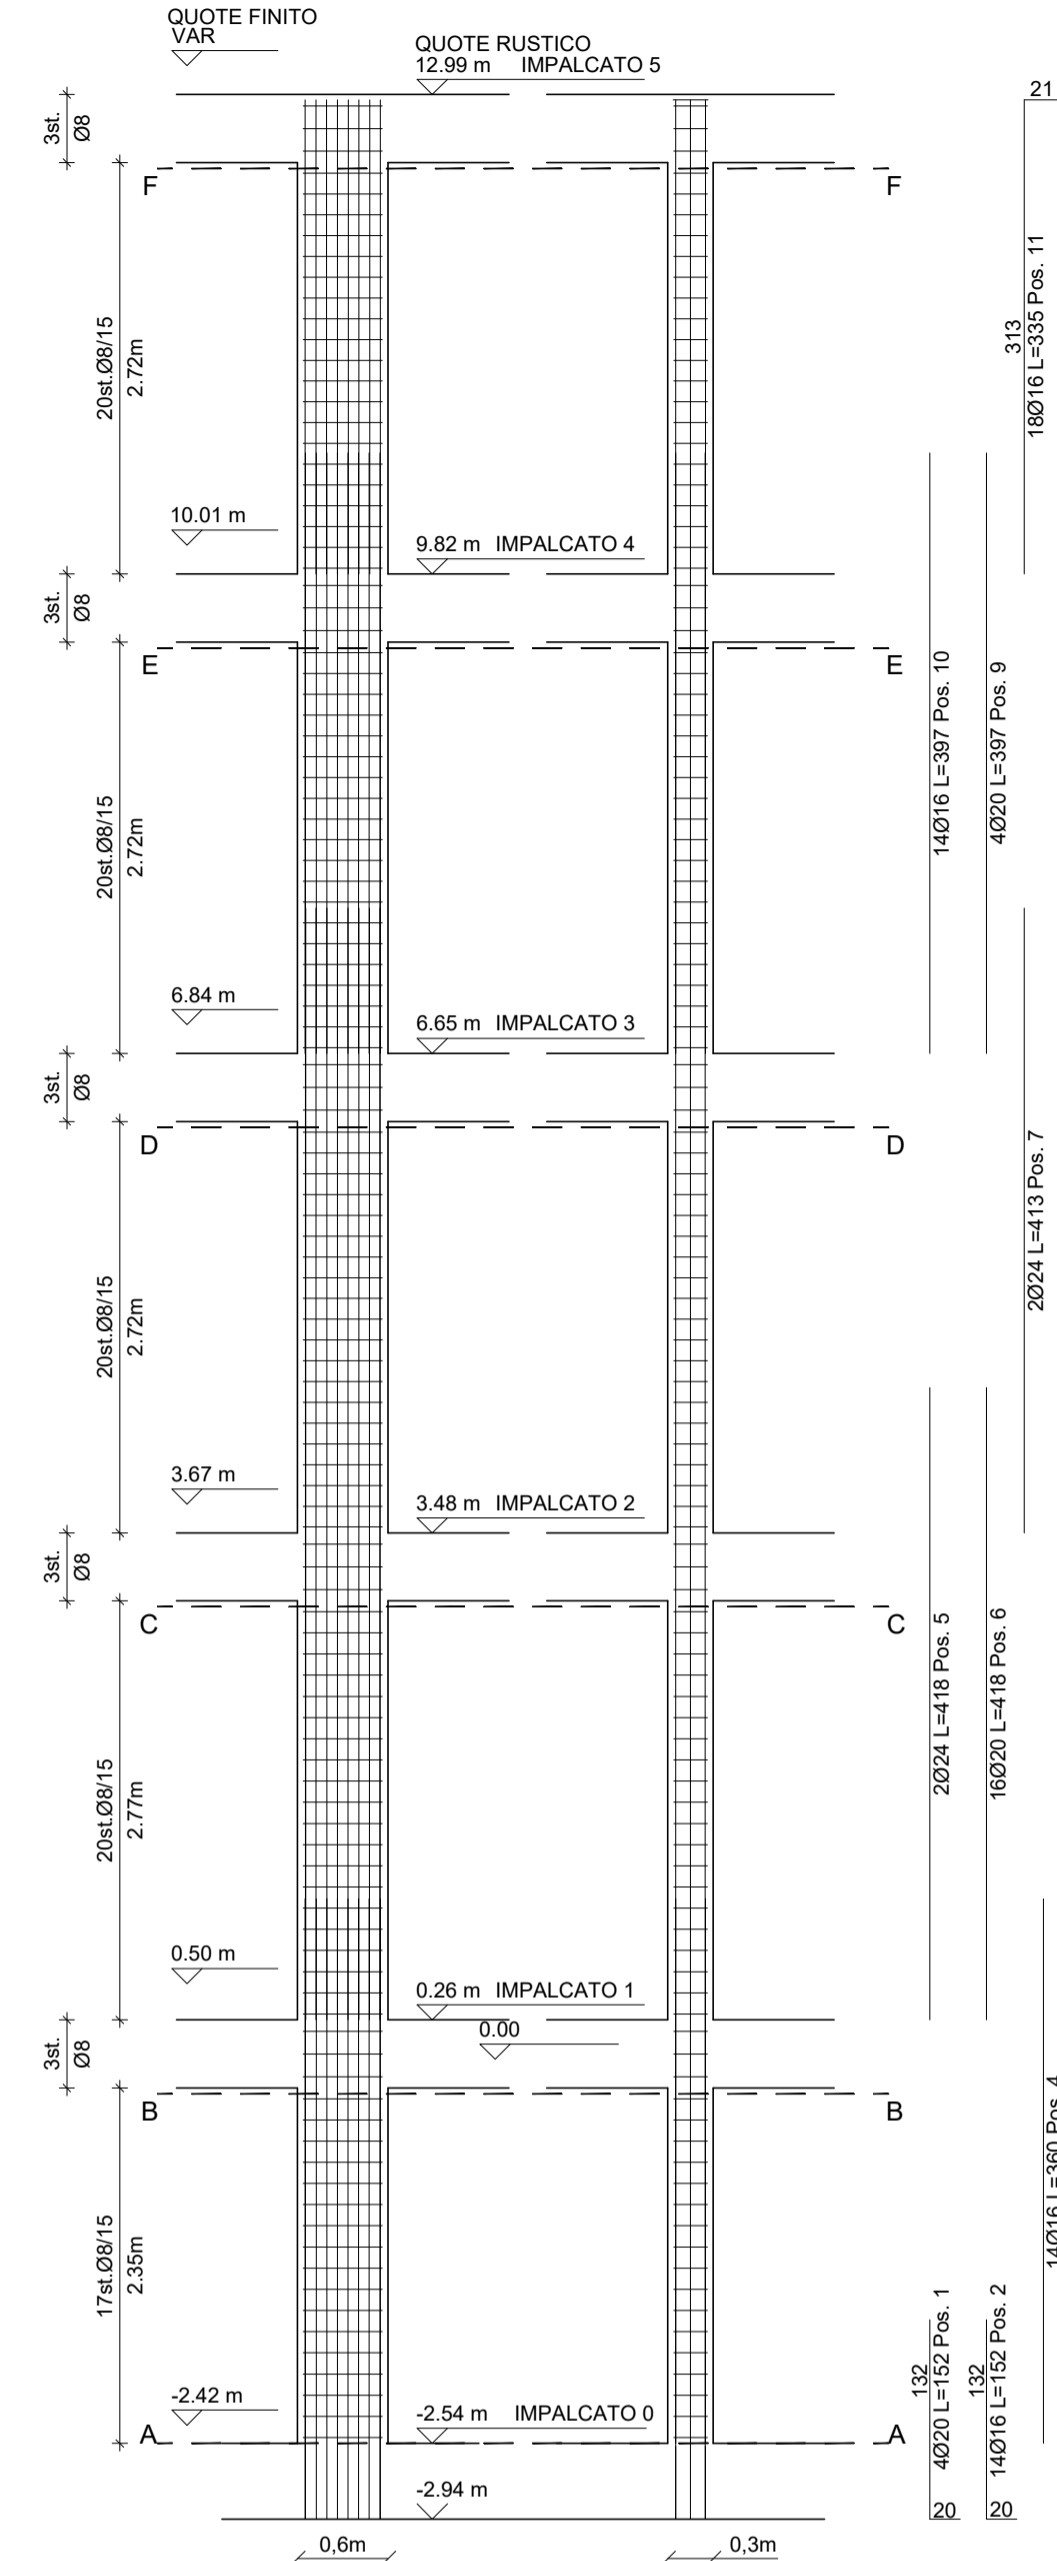 QUOTE FINITO
VAR
QUOTE RUSTICO
12.99 m IMPALCATO 5
21
3st.
Ø8
F
F
20st.Ø8/15
2.72m
313
18Ø16 L=335 Pos. 11
10.01 m
9.82 m IMPALCATO 4
3st.
Ø8
E
E
20st.Ø8/15
2.72m
14Ø16 L=397 Pos. 10
4Ø20 L=397 Pos. 9
6.84 m
6.65 m IMPALCATO 3
3st.
Ø8
D
D
20st.Ø8/15
2.72m
2Ø24 L=413 Pos. 7
3.67 m
3.48 m IMPALCATO 2
3st.
Ø8
C
C
20st.Ø8/15
2.77m
2Ø24 L=418 Pos. 5
16Ø20 L=418 Pos. 6
0.50 m
0.26 m IMPALCATO 1
0.00
3st.
Ø8
B
B
17st.Ø8/15
2.35m
14Ø16 L=360 Pos. 4
132
4Ø20 L=152 Pos. 1
132
14Ø16 L=152 Pos. 2
-2.42 m
-2.54 m IMPALCATO 0
A
A
-2.94 m
20
20
0,6m
0,3m